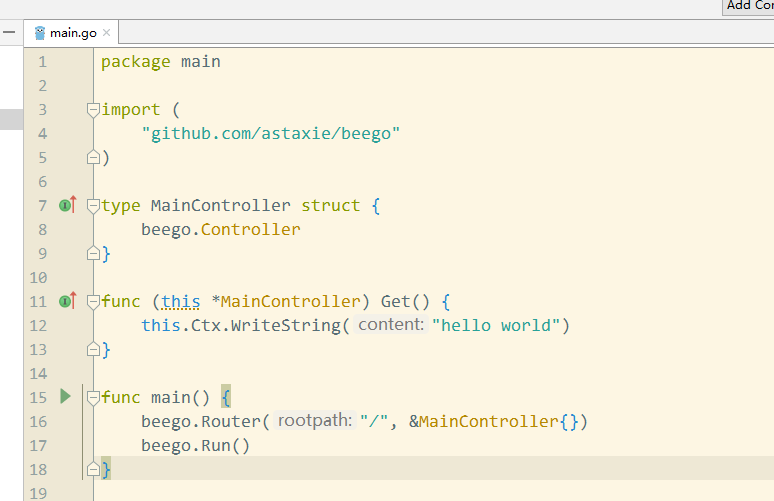 Add Con
main.go
1 package main
2
3 import (
4     "github.com/astaxie/beego"
5 )
6
7 type MainController struct {
8     beego.Controller
9 }
10
11 func (this *MainController) Get() {
12     this.Ctx.WriteString( content: "hello world")
13 }
14
15 func main() {
16     beego.Router( rootpath: "/", &MainController{})
17     beego.Run()
18 }
19